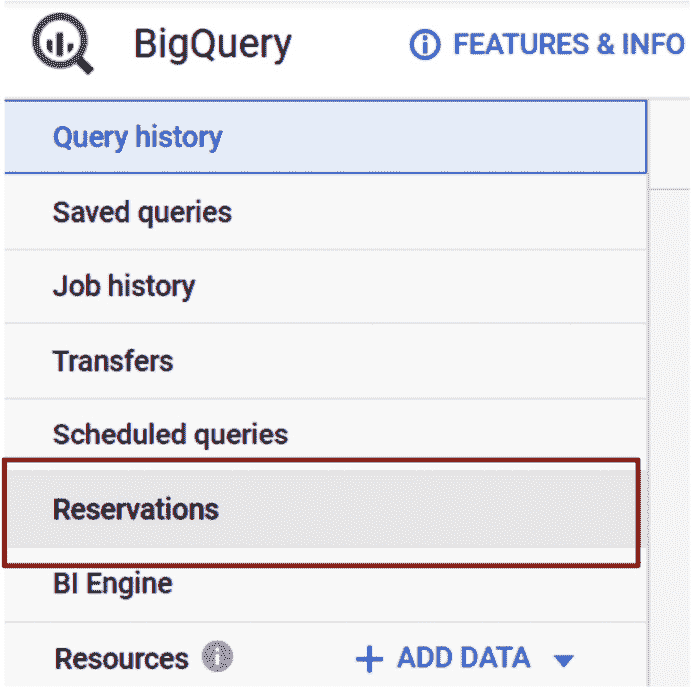 BigQuery FEATURES & INFO
Query history
Saved queries
Job history
Transfers
Scheduled queries
Reservations
BI Engine
Resources ADD DATA